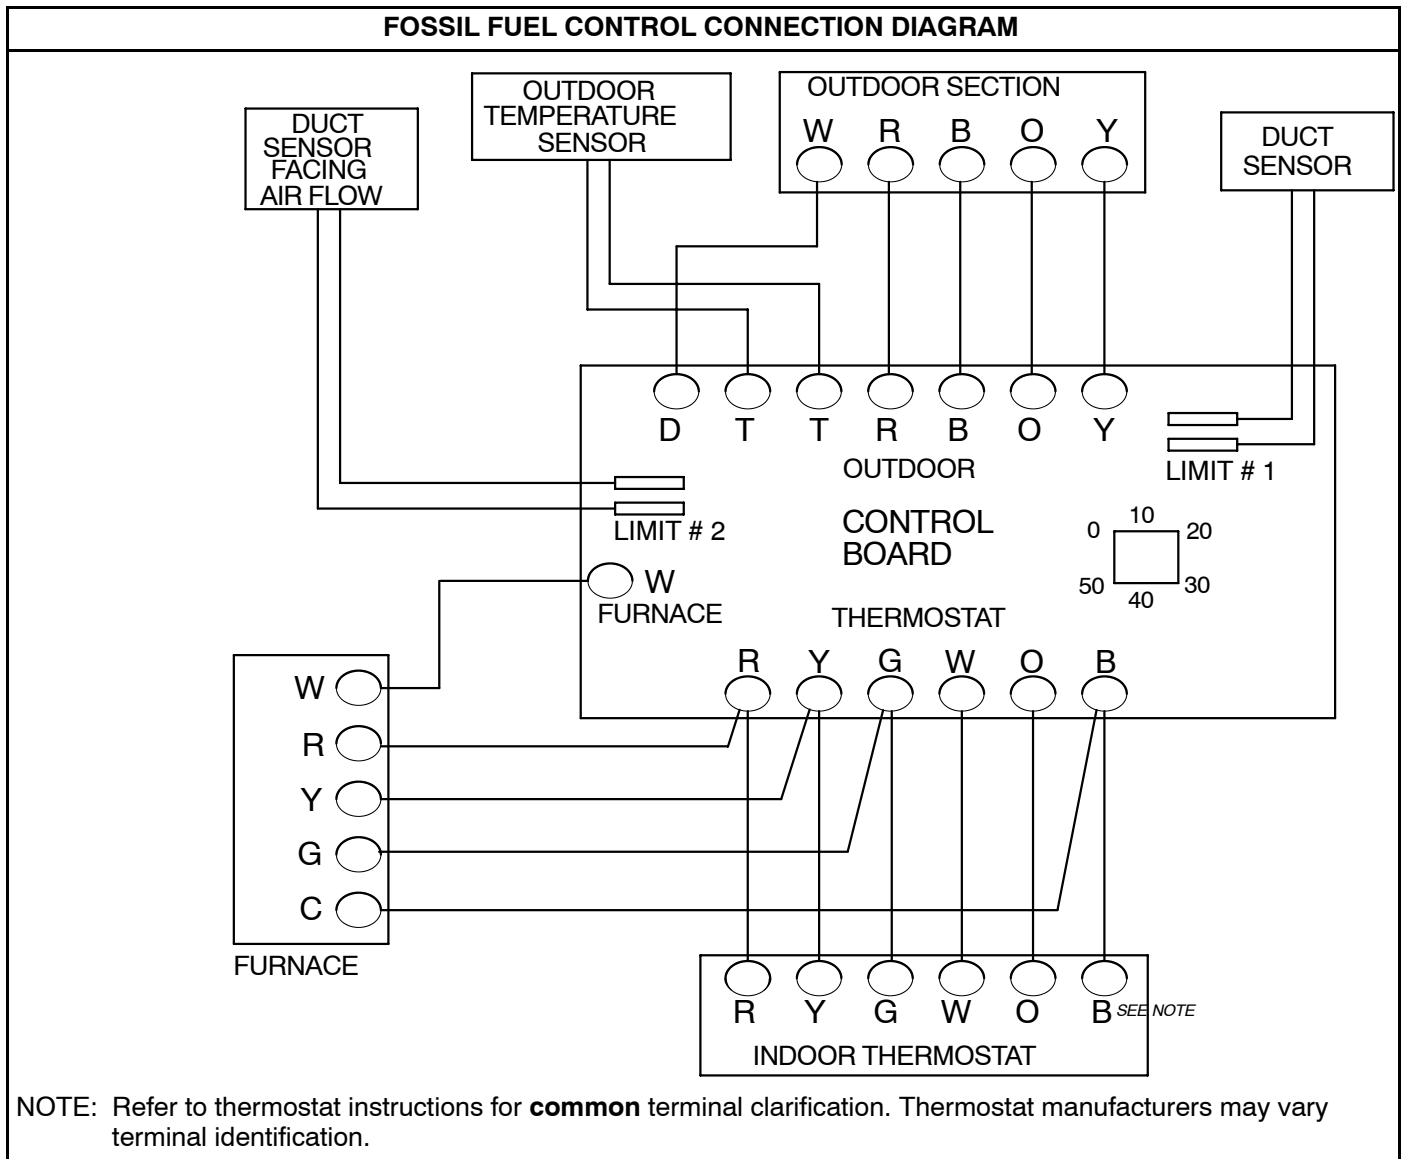 FOSSIL FUEL CONTROL CONNECTION DIAGRAM
DUCT
SENSOR
FACING
AIR FLOW
OUTDOOR
TEMPERATURE
SENSOR
OUTDOOR SECTION
W R B O Y
DUCT
SENSOR
D T T R B O Y
OUTDOOR
LIMIT # 1
LIMIT # 2
CONTROL
BOARD
0 10 20
50 40 30
W
FURNACE
THERMOSTAT
R Y G W O B
W
R
Y
G
C
FURNACE
R Y G W O B SEE NOTE
INDOOR THERMOSTAT
NOTE: Refer to thermostat instructions for common terminal clarification. Thermostat manufacturers may vary
terminal identification.